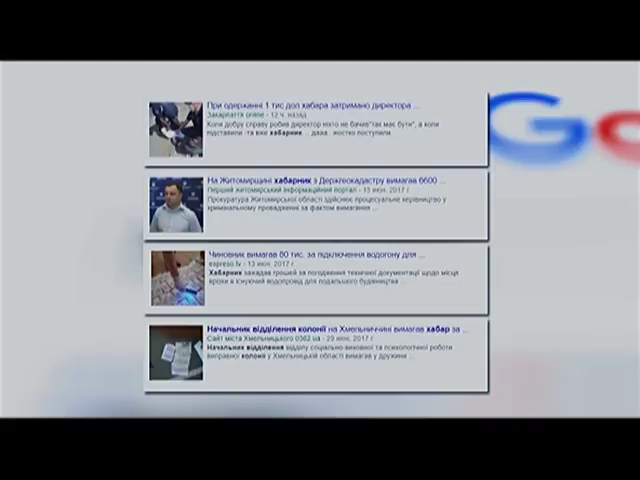 Go
При одержанні 1 тис дол хабара затримано директора ...
Закарпаття online - 12 ч. назад
Коли добру справу робив директор ніхто не бачив"так має бути", а коли
підставили -та вже хабарник. .. дааа.. жостко поступили.
На Житомирщині хабарник з Держгеокадастру вимагав 6600 ...
Перший житомирський інформаційний портал - 15 июн. 2017 г.
Прокуратура Житомирської області здійснює процесуальне керівництво у
кримінальному провадженні за фактом вимагання ...
Чиновник вимагав 80 тис. за підключення водогону для ...
espreso.tv - 13 июн. 2017 г.
Хабарник зажадав грошей за погодження технічної документації щодо місця
врізки в існуючий водопровід для подальшого будівництва ...
Начальник відділення колонії на Хмельниччині вимагав хабар за ...
Сайт міста Хмельницького 0382.ua - 29 июн. 2017 г.
Начальник відділення відділу соціально-виховної та психологічної роботи
виправної колонії у Хмельницькій області вимагав у дружини ...